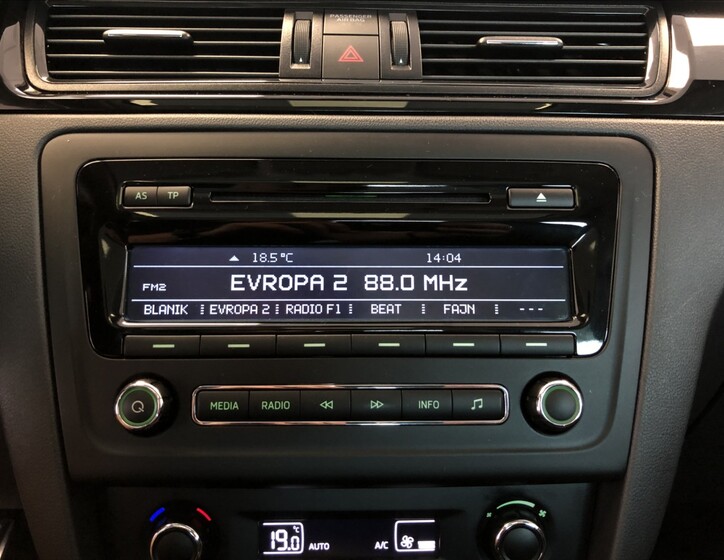 PASSENGER
AIR BAG
AS TP
18.5 °C 14:04
FM2 EVROPA 2 88.0 MHz
BLANIK EVROPA 2 RADIO F1 BEAT FAJN ---
MEDIA RADIO INFO
19.0 °C AUTO A/C